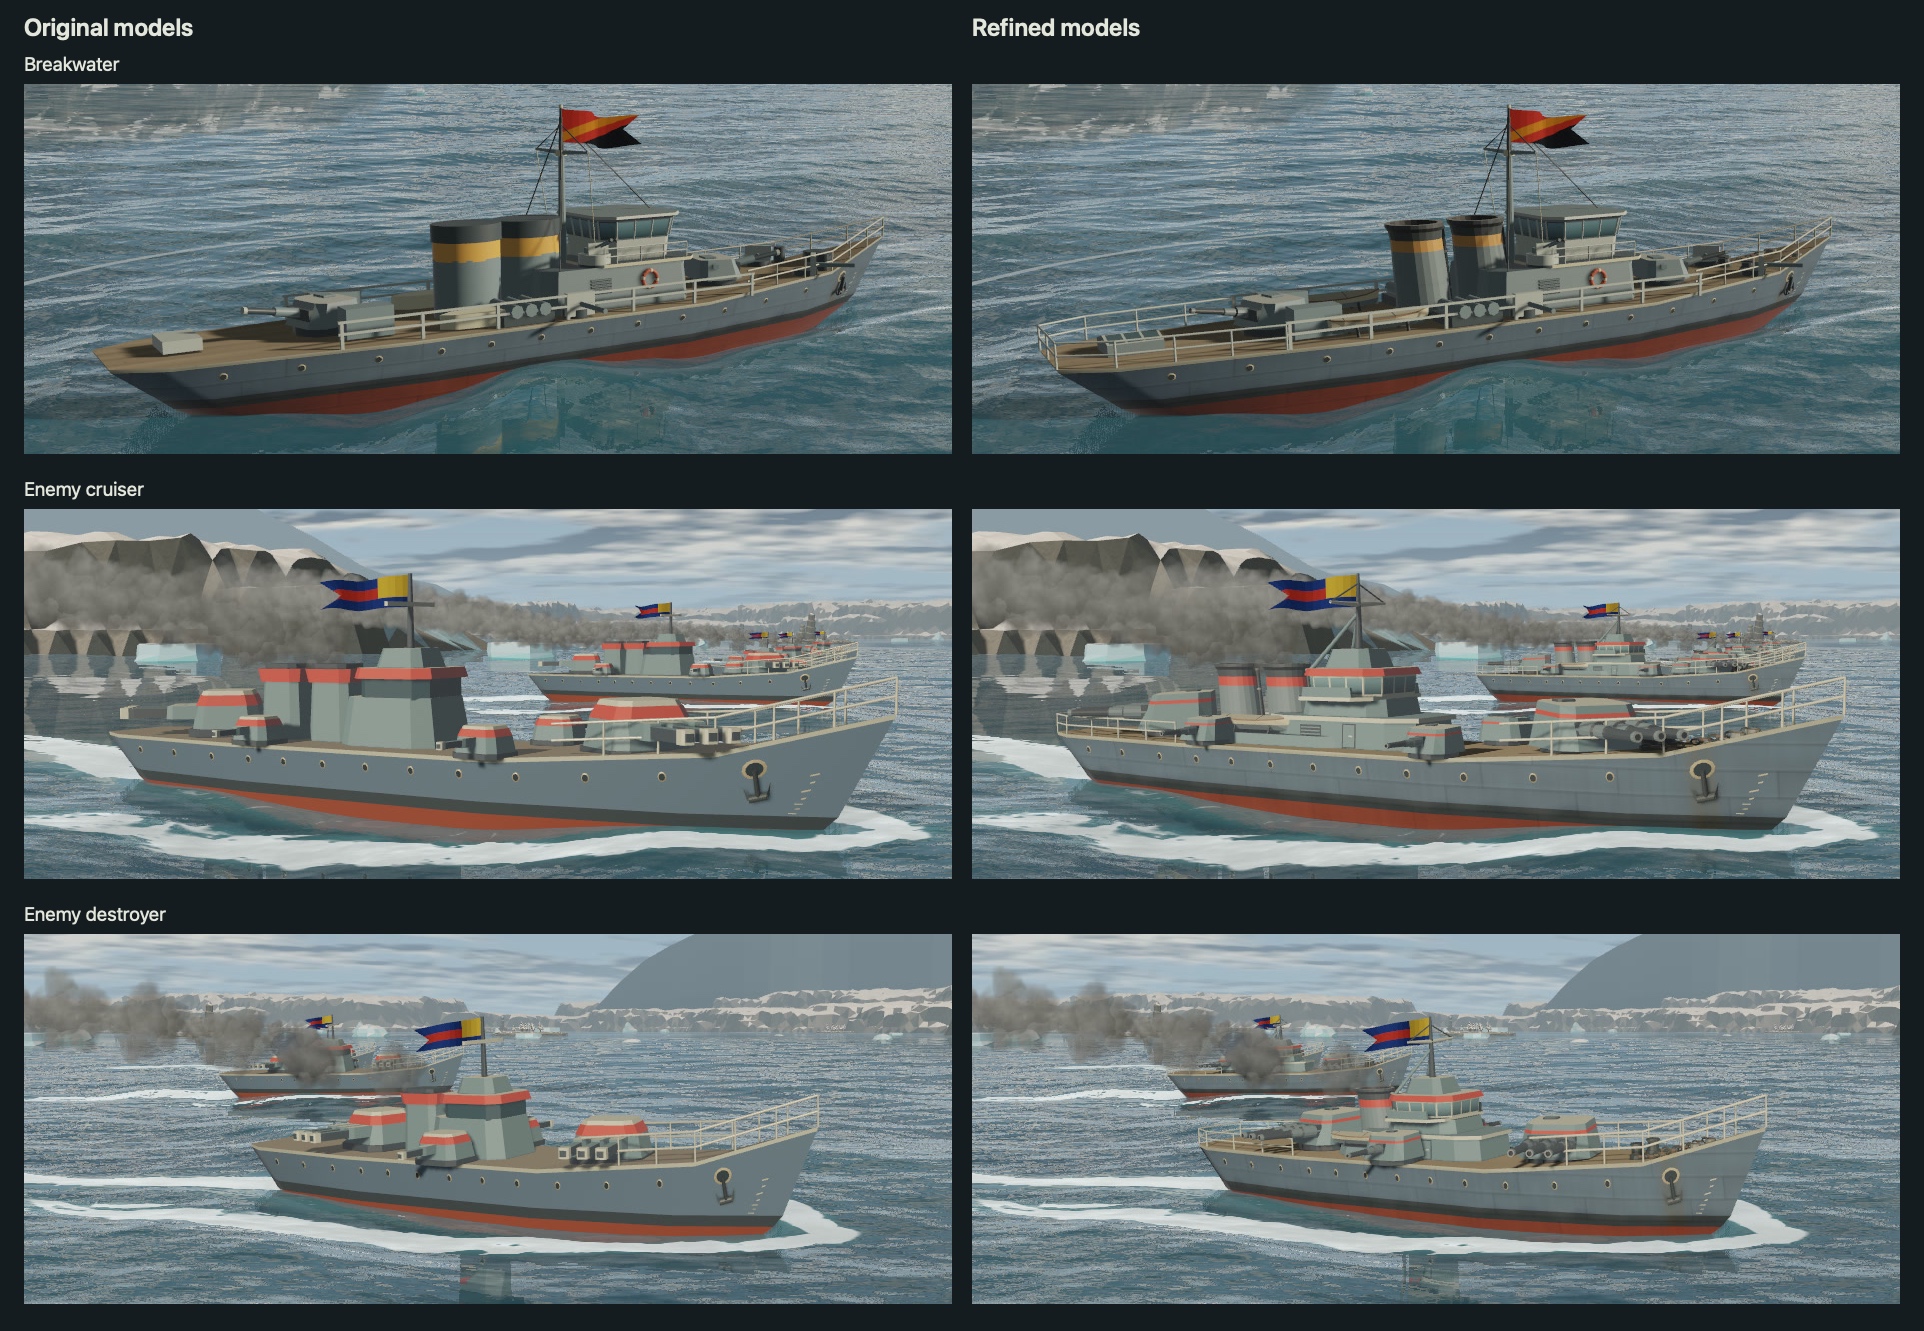 Original models
Refined models
Breakwater
Enemy cruiser
Enemy destroyer